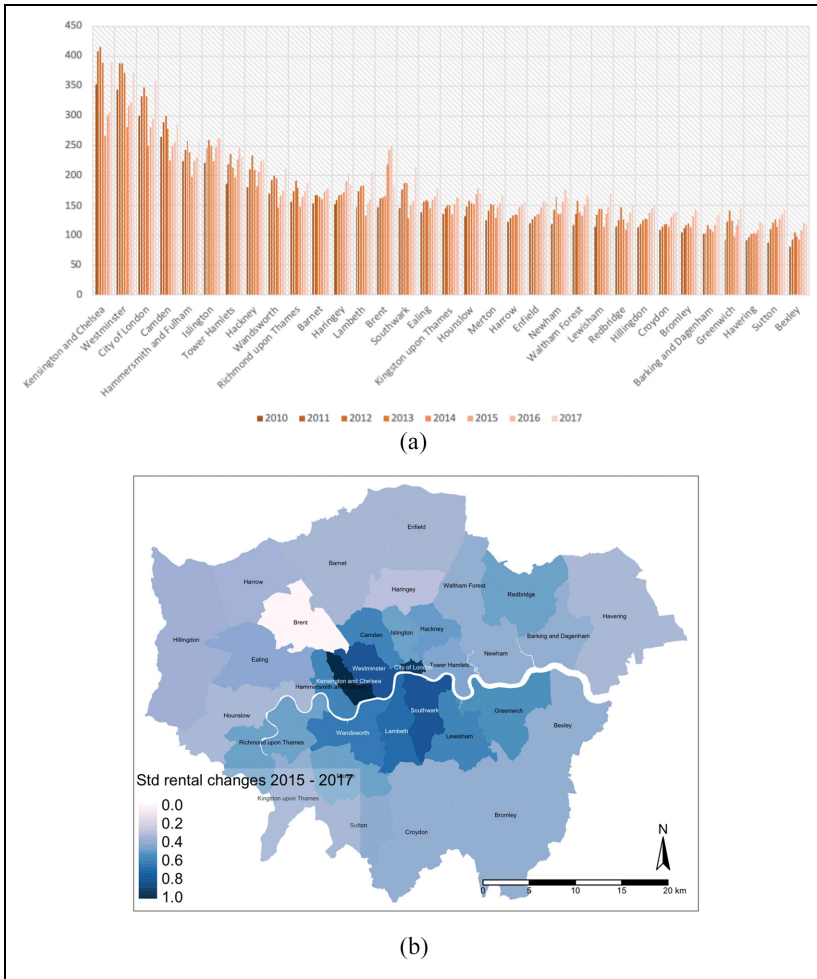 450
400
350
300
250
200
150
100
50
0
Kensington and Chelsea
Westminster
City of London
Camden
Hammersmith and Fulham
Islington
Tower Hamlets
Hackney
Wandsworth
Richmond upon Thames
Barnet
Haringey
Lambeth
Brent
Southwark
Ealing
Kingston upon Thames
Hounslow
Merton
Harrow
Enfield
Newham
Waltham Forest
Lewisham
Redbridge
Hillingdon
Croydon
Bromley
Barking and Dagenham
Greenwich
Havering
Sutton
Bexley
2010 2011 2012 2013 2014 2015 2016 2017
(a)
Enfield
Barnet
Harrow
Haringey
Waltham Forest
Redbridge
Havering
Brent
Hillingdon
Camden
Islington
Hackney
Barking and Dagenham
Ealing
Westminster
City of London
Tower Hamlets
Newham
Kensington and Chelsea
Hammersmith and Fulham
Hounslow
Southwark
Greenwich
Bexley
Richmond upon Thames
Wandsworth
Lambeth
Lewisham
Std rental changes 2015 - 2017
Kingston upon Thames
0.0
0.2
0.4
0.6
0.8
1.0
Sutton
Croydon
Bromley
N
0 5 10 15 20 km
(b)